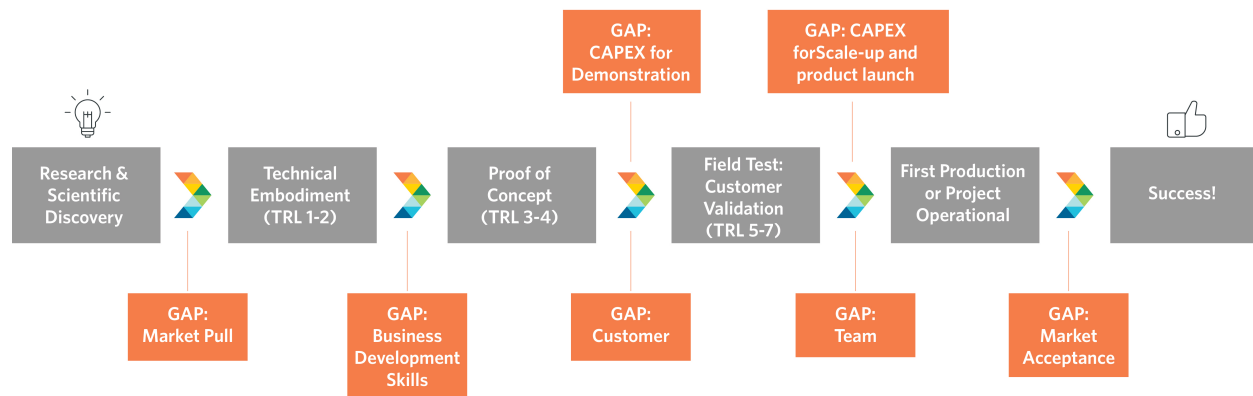 GAP:
CAPEX for
Demonstration
GAP: CAPEX
forScale-up and
product launch
Research &
Scientific
Discovery
Technical
Embodiment
(TRL 1-2)
Proof of
Concept
(TRL 3-4)
Field Test:
Customer
Validation
(TRL 5-7)
First Production
or Project
Operational
Success!
GAP:
Market Pull
GAP:
Business
Development
Skills
GAP:
Customer
GAP:
Team
GAP:
Market
Acceptance